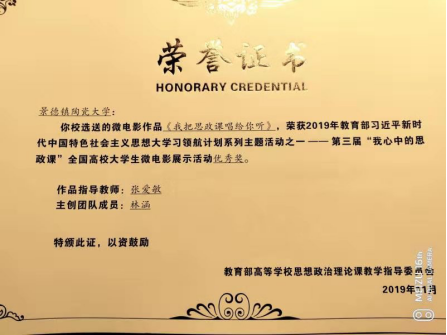 荣誉证书
HONORARY CREDENTIAL
景德镇陶瓷大学：
你校选送的微电影作品《我把思政课唱给你听》，荣获2019年教育部习近平新时
代中国特色社会主义思想大学习领航计划系列主题活动之一——第三届“我心中的思
政课”全国高校大学生微电影展示活动优秀奖。
作品指导教师：张爱敏
主创团队成员：林涵
特颁此证，以资鼓励
教育部高等学校思想政治理论课教学指导委员会
2019年11月
MEIZU 16th
AI DUAL CAMERA